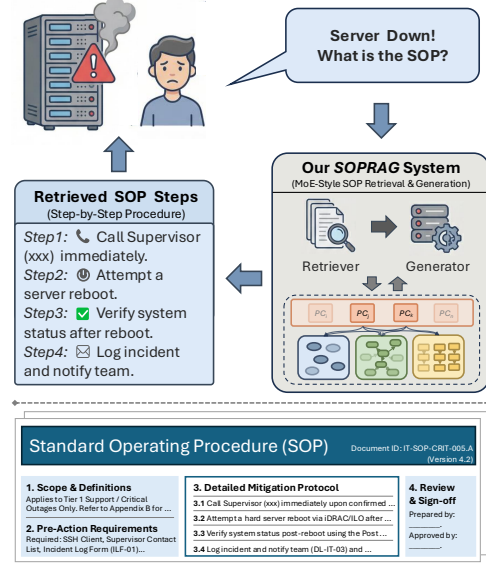 Server Down!
What is the SOP?
Our SOPRAG System
(MoE-Style SOP Retrieval & Generation)
Retriever
Generator
PC₁
PCⱼ
PCₖ
PCₙ
Retrieved SOP Steps
(Step-by-Step Procedure)
Step1: Call Supervisor
(xxx) immediately.
Step2: Attempt a
server reboot.
Step3: Verify system
status after reboot.
Step4: Log incident
and notify team.
Standard Operating Procedure (SOP)
Document ID: IT-SOP-CRIT-005.A
(Version 4.2)
1. Scope & Definitions
Applies to Tier 1 Support / Critical
Outages Only. Refer to Appendix B for ...
2. Pre-Action Requirements
Required: SSH Client, Supervisor Contact
List, Incident Log Form (ILF-01)...
3. Detailed Mitigation Protocol
3.1 Call Supervisor (xxx) immediately upon confirmed ...
3.2 Attempt a hard server reboot via iDRAC/ILO after ...
3.3 Verify system status post-reboot using the Post ...
3.4 Log incident and notify team (DL-IT-03) and ...
4. Review
& Sign-off
Prepared by:
________.
Approved by:
________.